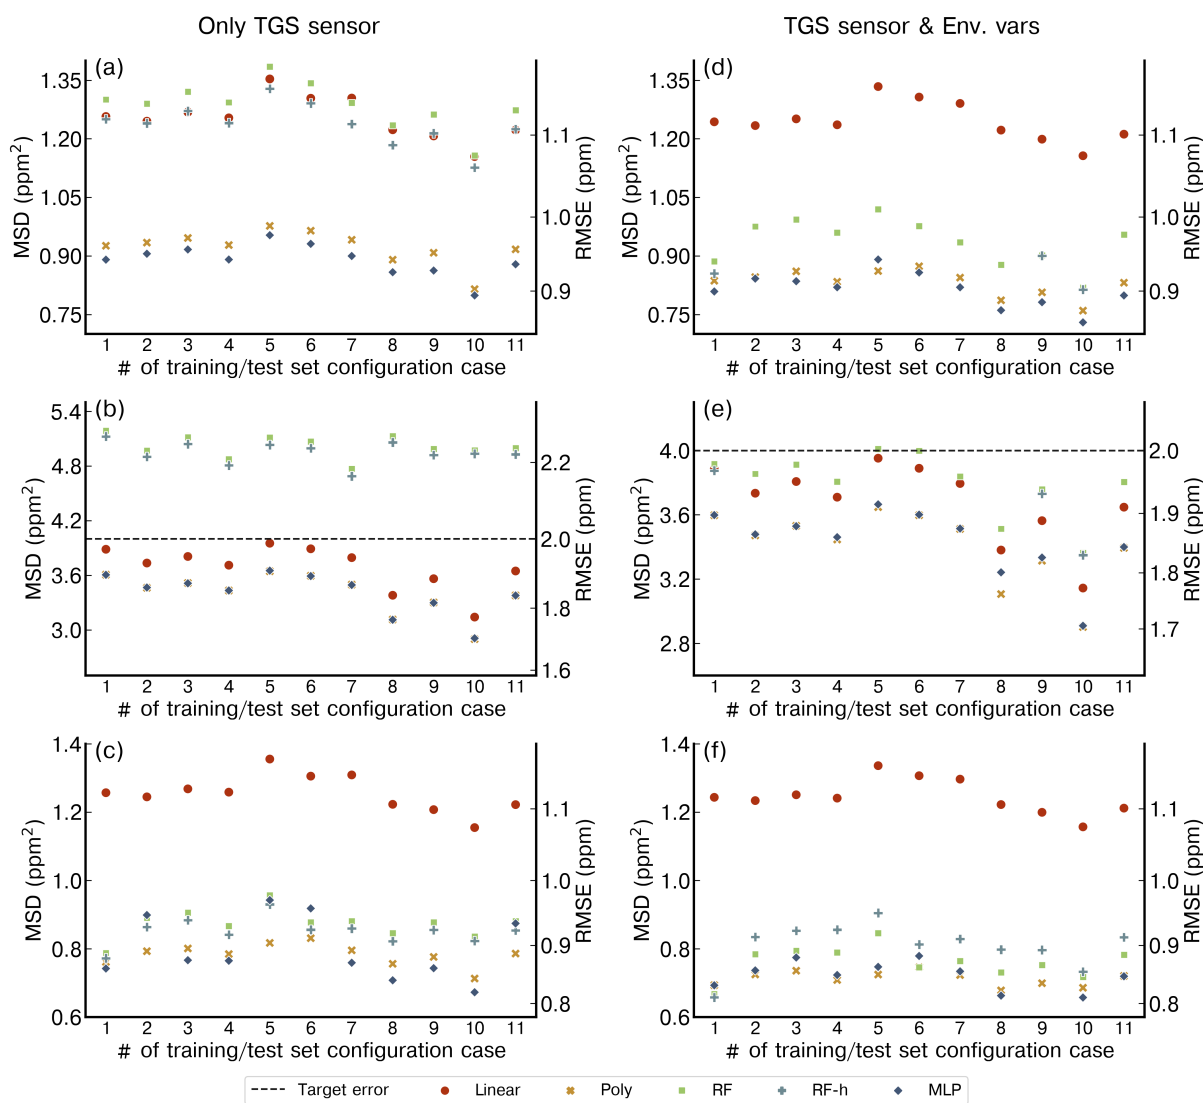 Only TGS sensor
TGS sensor & Env. vars
(a)
1.35
1.20
1.05
0.90
0.75
MSD (ppm²)
1.1
1.0
0.9
RMSE (ppm)
1 2 3 4 5 6 7 8 9 10 11
# of training/test set configuration case
(d)
1.35
1.20
1.05
0.90
0.75
MSD (ppm²)
1.1
1.0
0.9
RMSE (ppm)
1 2 3 4 5 6 7 8 9 10 11
# of training/test set configuration case
(b)
5.4
4.8
4.2
3.6
3.0
MSD (ppm²)
2.2
2.0
1.8
1.6
RMSE (ppm)
1 2 3 4 5 6 7 8 9 10 11
# of training/test set configuration case
(e)
4.0
3.6
3.2
2.8
MSD (ppm²)
2.0
1.9
1.8
1.7
RMSE (ppm)
1 2 3 4 5 6 7 8 9 10 11
# of training/test set configuration case
(c)
1.4
1.2
1.0
0.8
0.6
MSD (ppm²)
1.1
1.0
0.9
0.8
RMSE (ppm)
1 2 3 4 5 6 7 8 9 10 11
# of training/test set configuration case
(f)
1.4
1.2
1.0
0.8
0.6
MSD (ppm²)
1.1
1.0
0.9
0.8
RMSE (ppm)
1 2 3 4 5 6 7 8 9 10 11
# of training/test set configuration case
Target error Linear Poly RF RF-h MLP